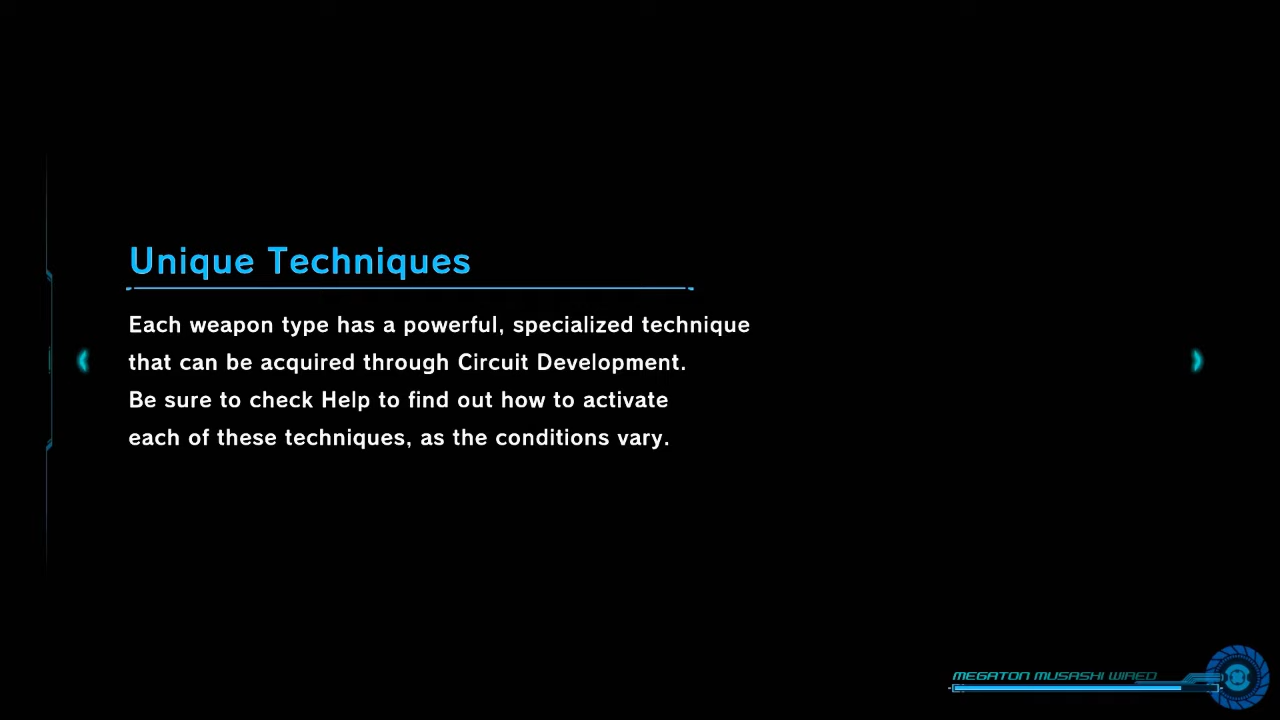 Unique Techniques
Each weapon type has a powerful, specialized technique
that can be acquired through Circuit Development.
Be sure to check Help to find out how to activate
each of these techniques, as the conditions vary.
MEGATON MUSASHI WIRED